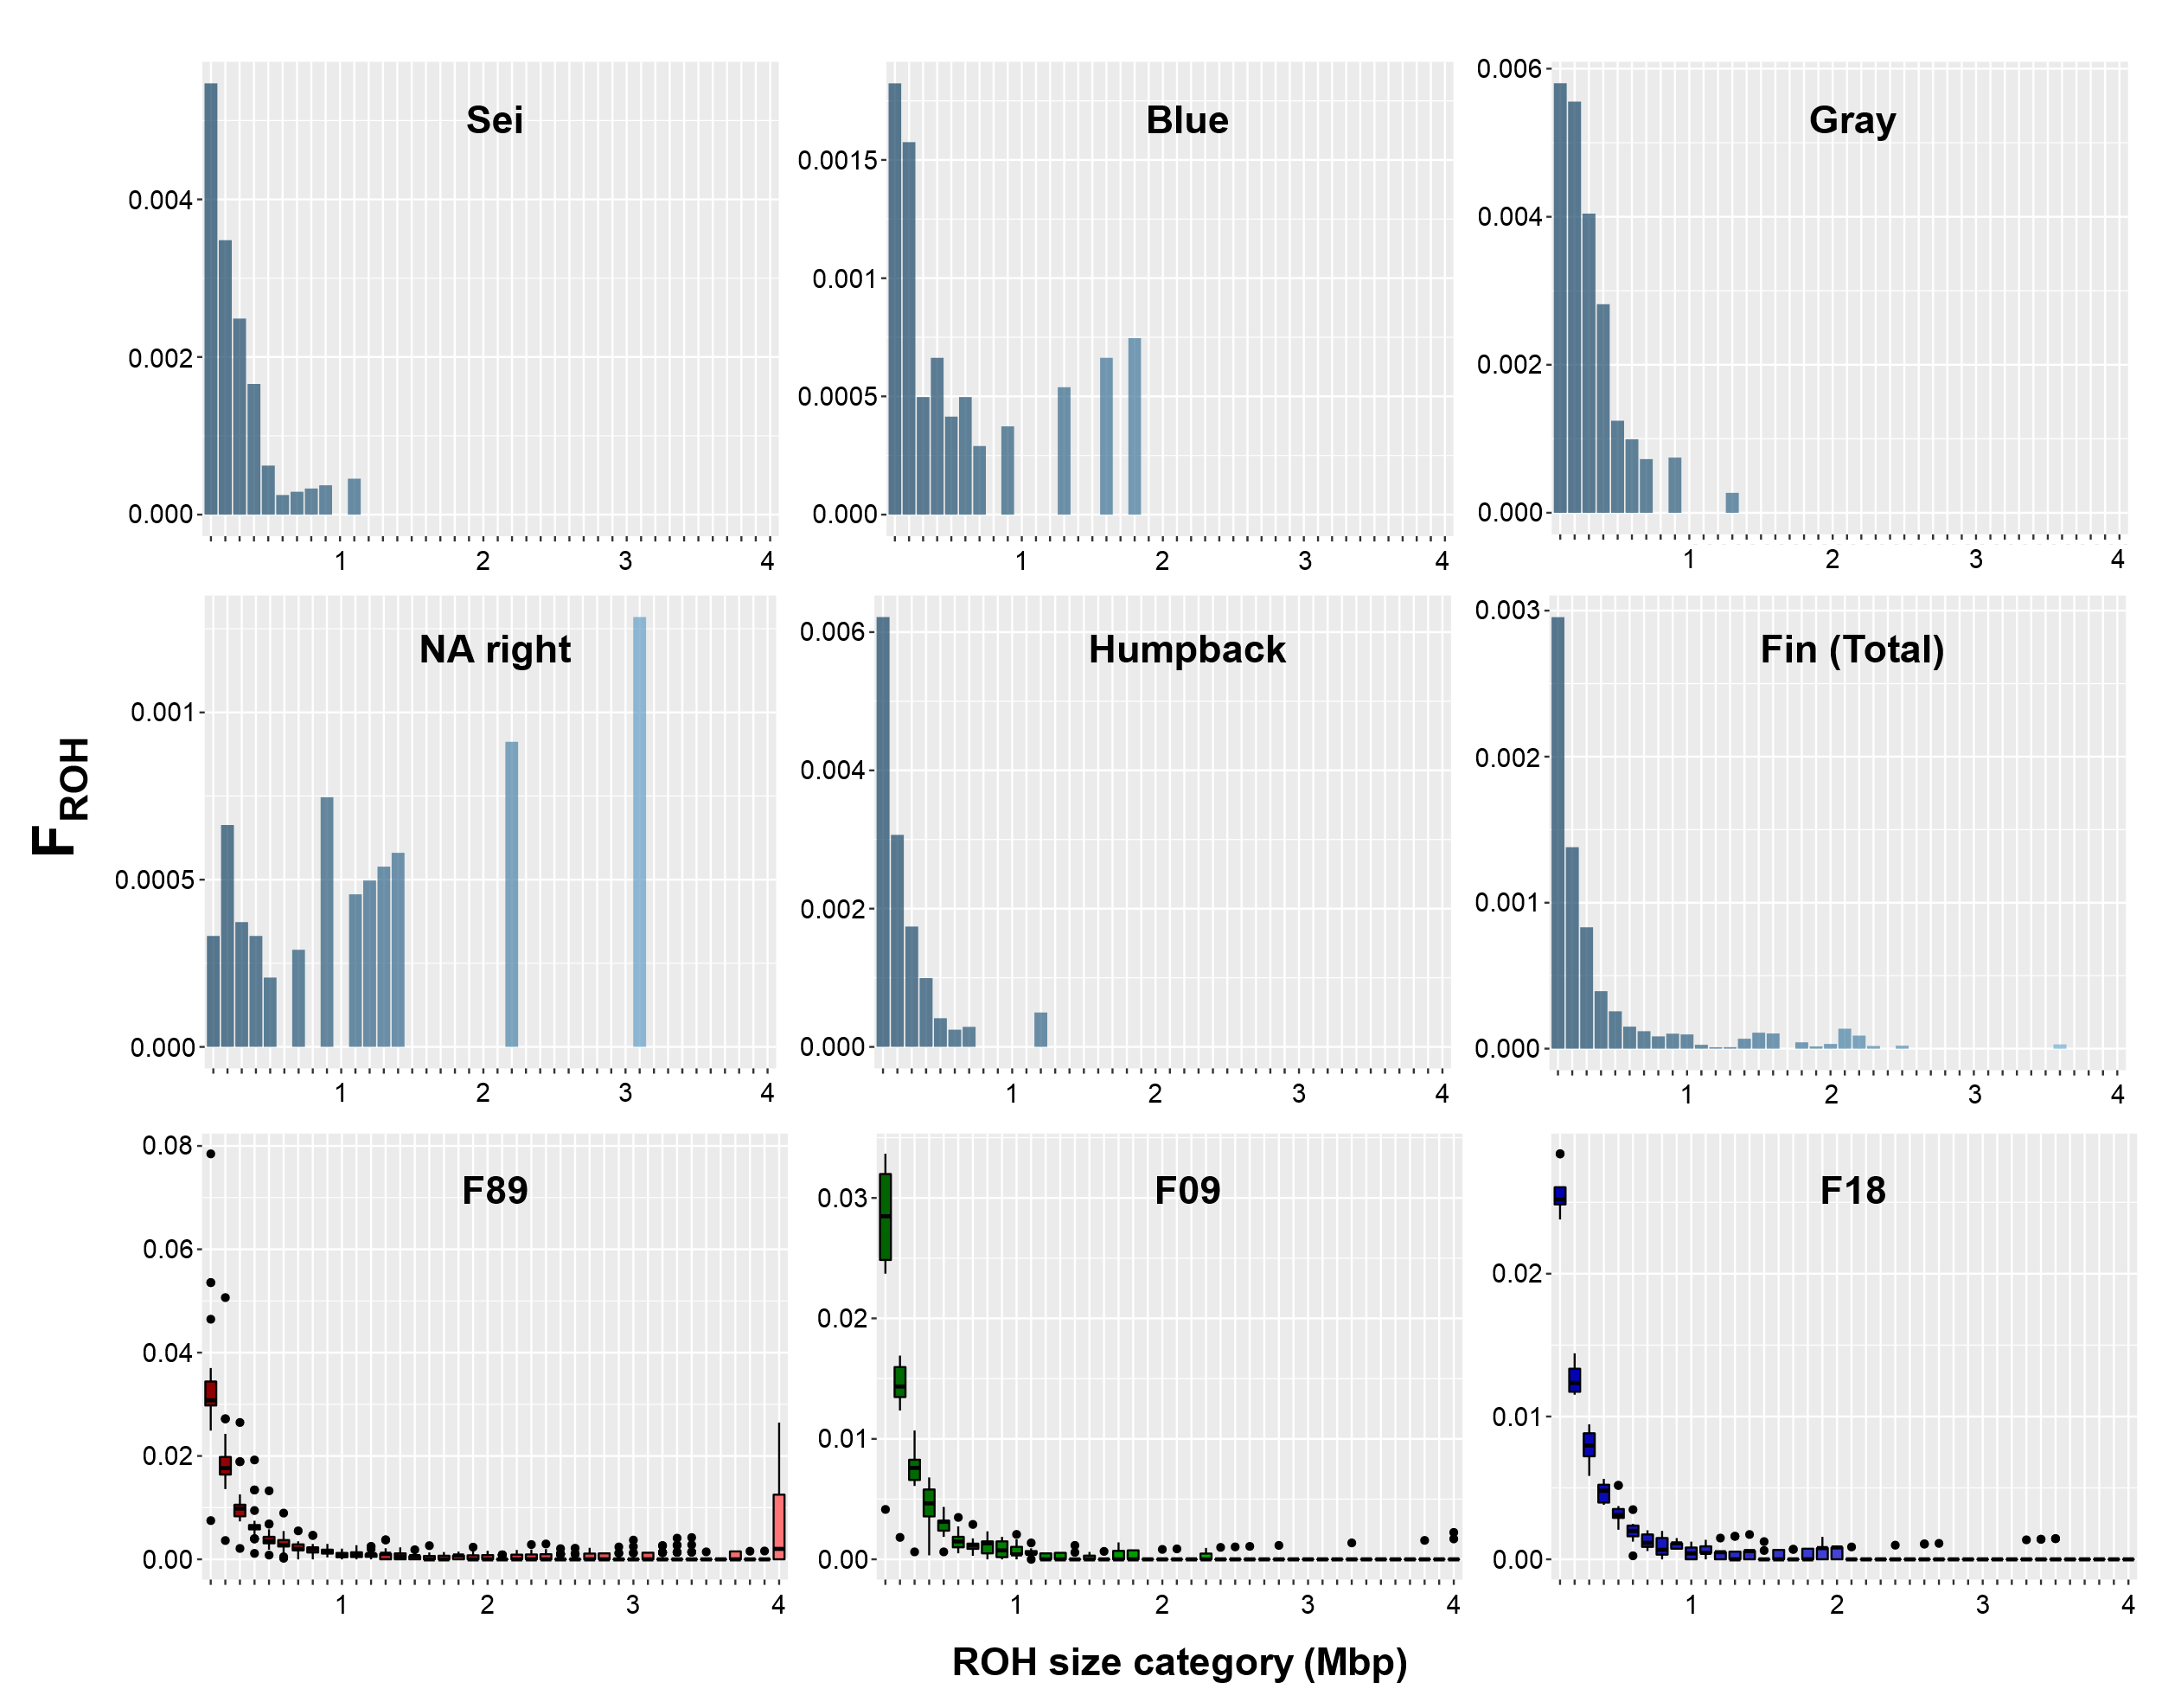 Sei
0.004
0.002
0.000
1 2 3 4
Blue
0.0015
0.001
0.0005
0.000
1 2 3 4
Gray
0.006
0.004
0.002
0.000
1 2 3 4
NA right
0.001
0.0005
0.000
1 2 3 4
Humpback
0.006
0.004
0.002
0.000
1 2 3 4
Fin (Total)
0.003
0.002
0.001
0.000
1 2 3 4
FROH
F89
0.08
0.06
0.04
0.02
0.00
1 2 3 4
F09
0.03
0.02
0.01
0.00
1 2 3 4
F18
0.02
0.01
0.00
1 2 3 4
ROH size category (Mbp)